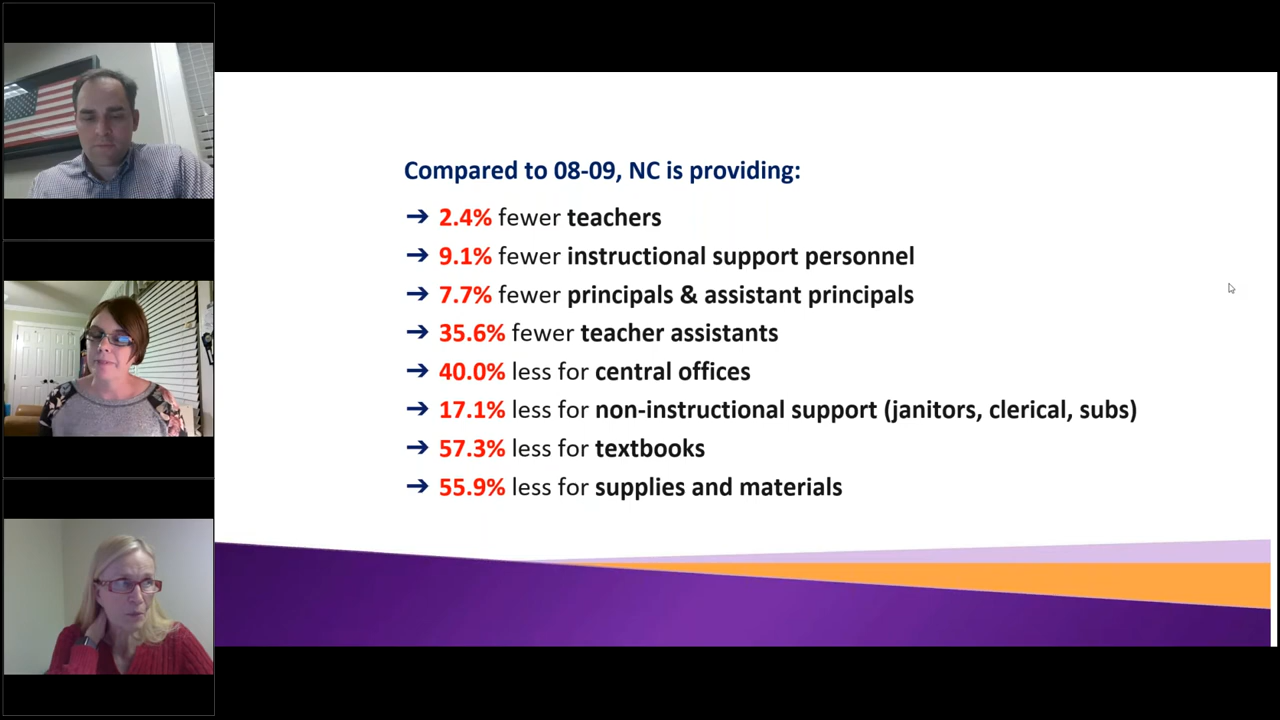 Compared to 08-09, NC is providing:
➔ 2.4% fewer teachers
➔ 9.1% fewer instructional support personnel
➔ 7.7% fewer principals & assistant principals
➔ 35.6% fewer teacher assistants
➔ 40.0% less for central offices
➔ 17.1% less for non-instructional support (janitors, clerical, subs)
➔ 57.3% less for textbooks
➔ 55.9% less for supplies and materials